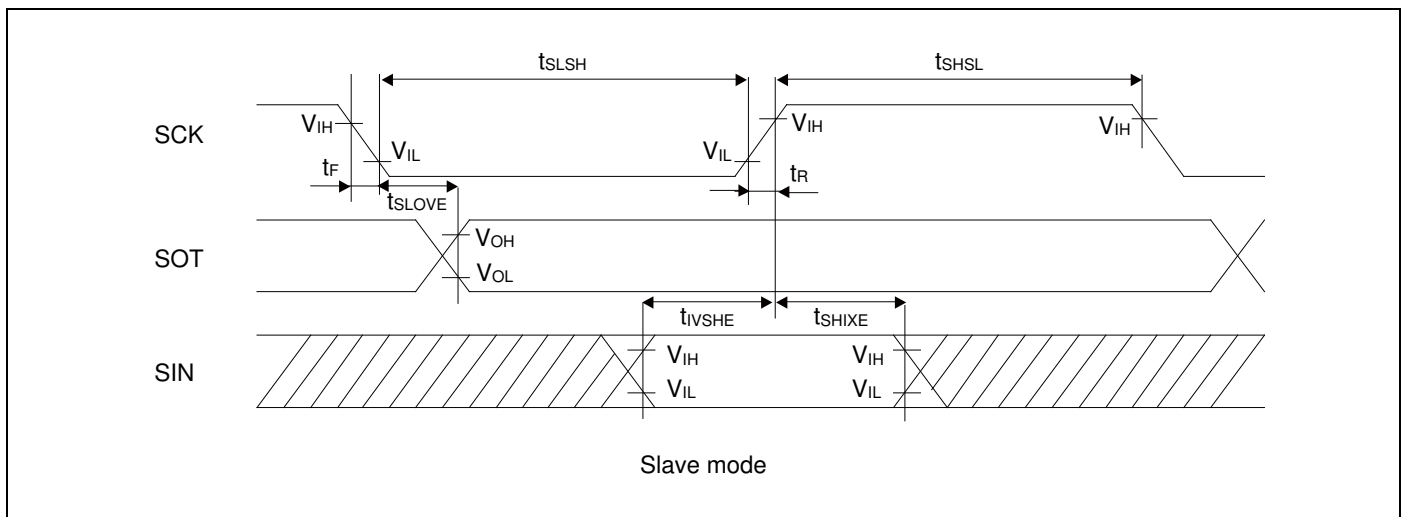 tSLSH
tSHSL
SCK
VIH
VIL
VIL
VIH
VIH
tF
tR
tSLOVE
SOT
VOH
VOL
tIVSHE
tSHIXE
SIN
VIH
VIH
VIL
VIL
Slave mode